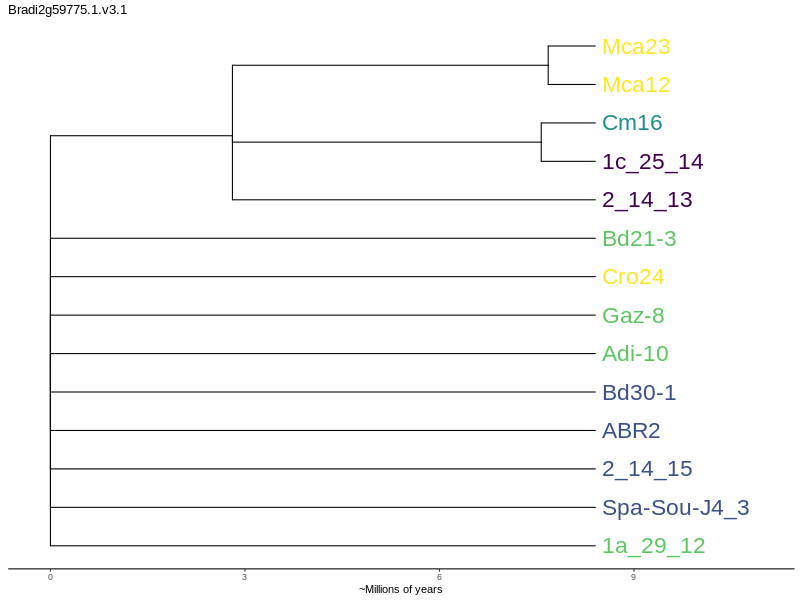 Bradi2g59775.1.v3.1
Mca23
Mca12
Cm16
1c_25_14
2_14_13
Bd21-3
Cro24
Gaz-8
Adi-10
Bd30-1
ABR2
2_14_15
Spa-Sou-J4_3
1a_29_12
0 3 6 9
~Millions of years